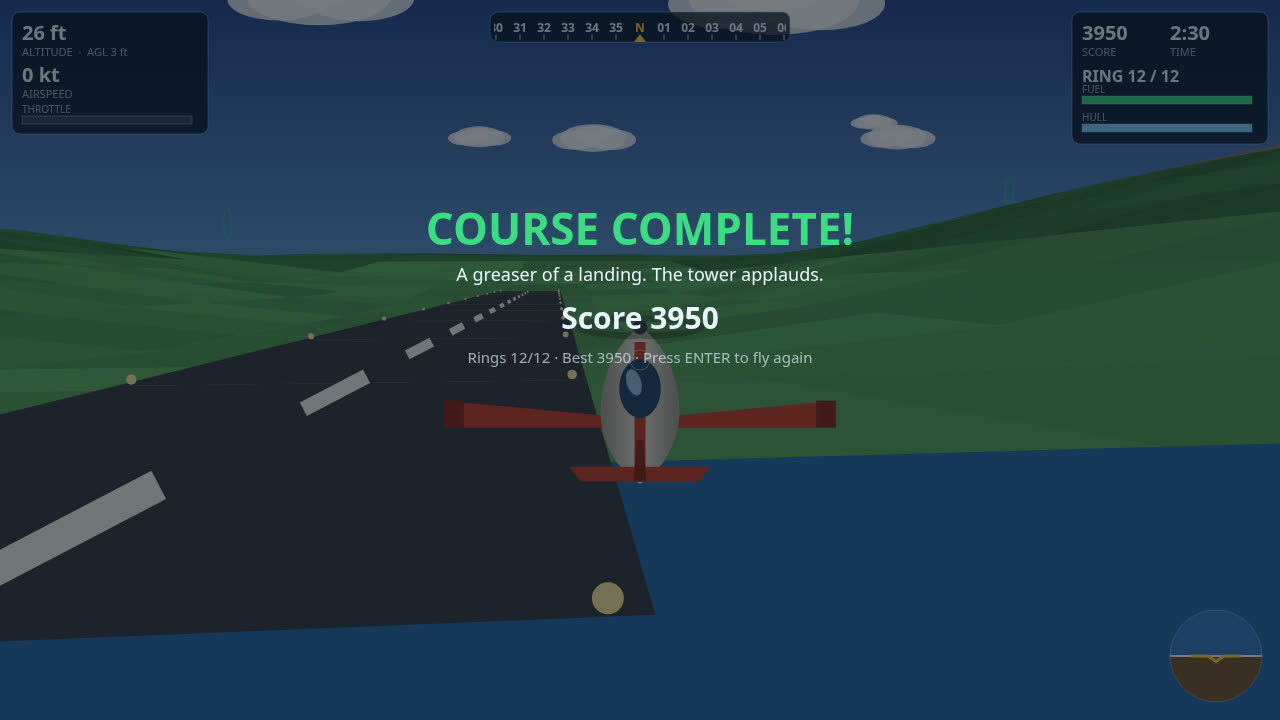 26 ft
ALTITUDE · AGL 3 ft
0 kt
AIRSPEED
THROTTLE
31 32 33 34 35 N 01 02 03 04 05
3950 2:30
SCORE TIME
RING 12 / 12
FUEL
HULL
COURSE COMPLETE!
A greaser of a landing. The tower applauds.
Score 3950
Rings 12/12 · Best 3950 · Press ENTER to fly again